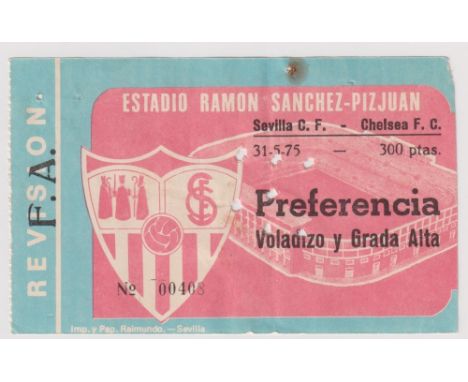 REVISION
F.A.
ESTADIO RAMON SANCHEZ-PIZJUAN
Sevilla C. F. - Chelsea F. C.
31-5-75 — 300 ptas.
Preferencia
Voladizo y Grada Alta
Nº 00408
Imp. y Pap. Raimundo.—Sevilla